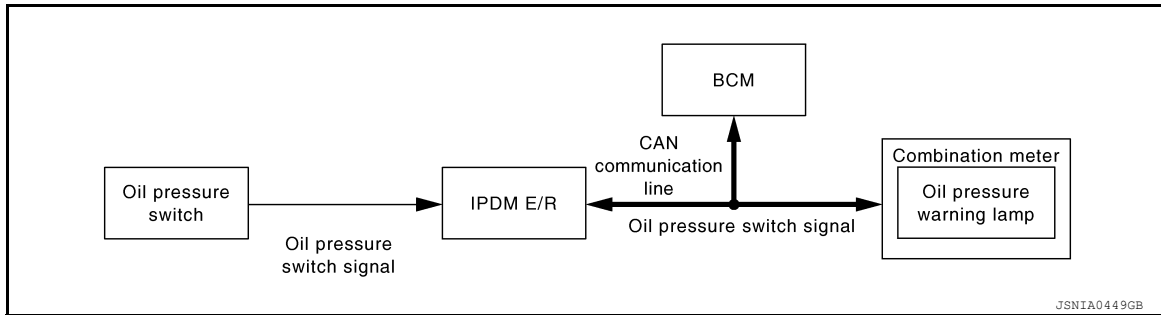 BCM
CAN
communication
line
Combination meter
Oil pressure
switch
IPDM E/R
Oil pressure
warning lamp
Oil pressure switch signal
Oil pressure
switch signal
JSNIA0449GB